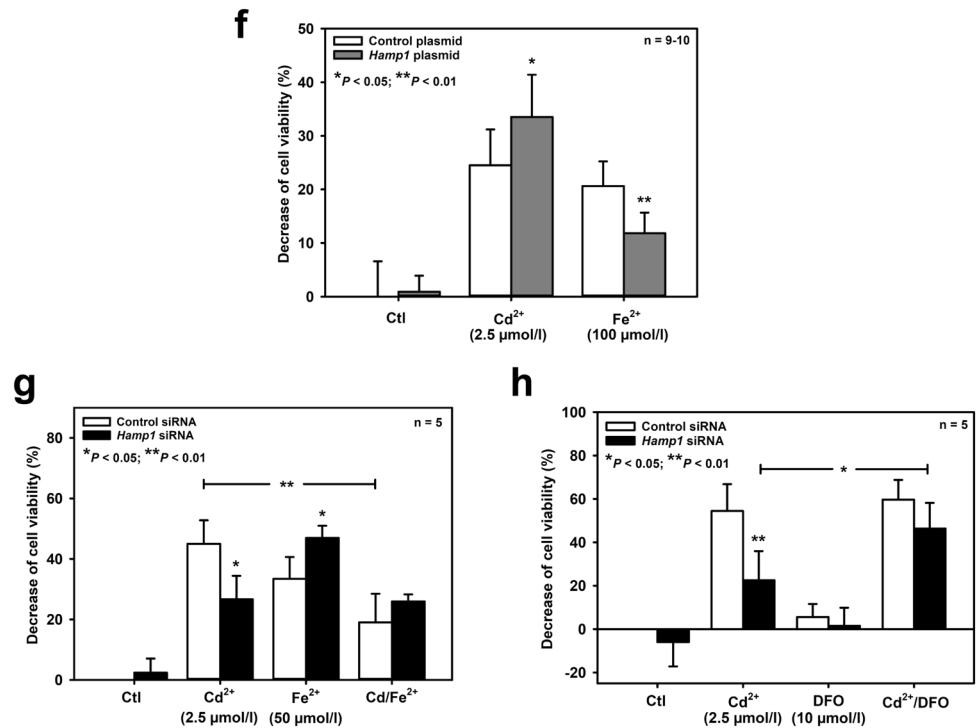 f
50
40
30
20
10
0
Decrease of cell viability (%)
Control plasmid
Hamp1 plasmid
n = 9-10
*P < 0.05; **P < 0.01
*
**
Ctl
Cd²⁺
(2.5 µmol/l)
Fe²⁺
(100 µmol/l)
g
80
60
40
20
0
Decrease of cell viability (%)
Control siRNA
Hamp1 siRNA
n = 5
*P < 0.05; **P < 0.01
**
*
*
Ctl
Cd²⁺
(2.5 µmol/l)
Fe²⁺
(50 µmol/l)
Cd/Fe²⁺
h
100
80
60
40
20
0
-20
Decrease of cell viability (%)
Control siRNA
Hamp1 siRNA
n = 5
*P < 0.05; **P < 0.01
*
**
Ctl
Cd²⁺
(2.5 µmol/l)
DFO
(10 µmol/l)
Cd²⁺/DFO